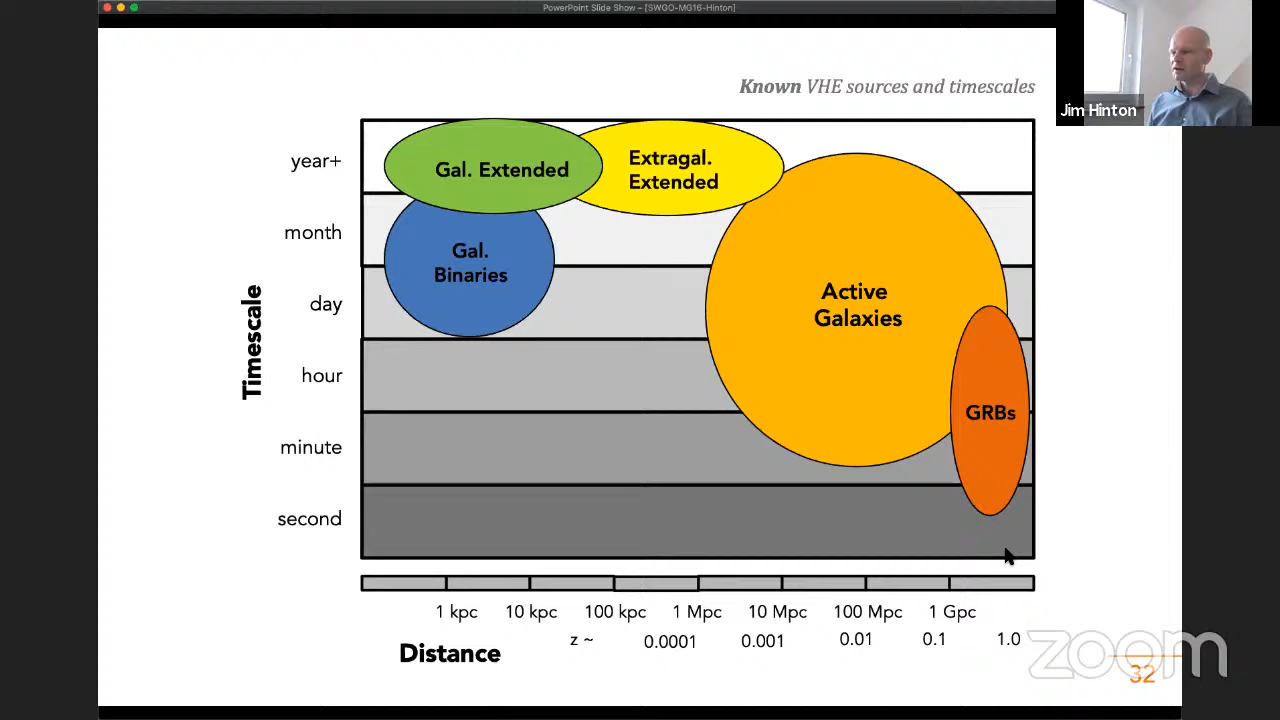 PowerPoint Slide Show – [SWGO-MG16-Hinton]
Jim Hinton
Known VHE sources and timescales
year+
month
day
hour
minute
second
Timescale
Gal. Extended
Extragal.
Extended
Gal.
Binaries
Active
Galaxies
GRBs
1 kpc 10 kpc 100 kpc 1 Mpc 10 Mpc 100 Mpc 1 Gpc
z ~ 0.0001 0.001 0.01 0.1 1.0
Distance
zoom
32